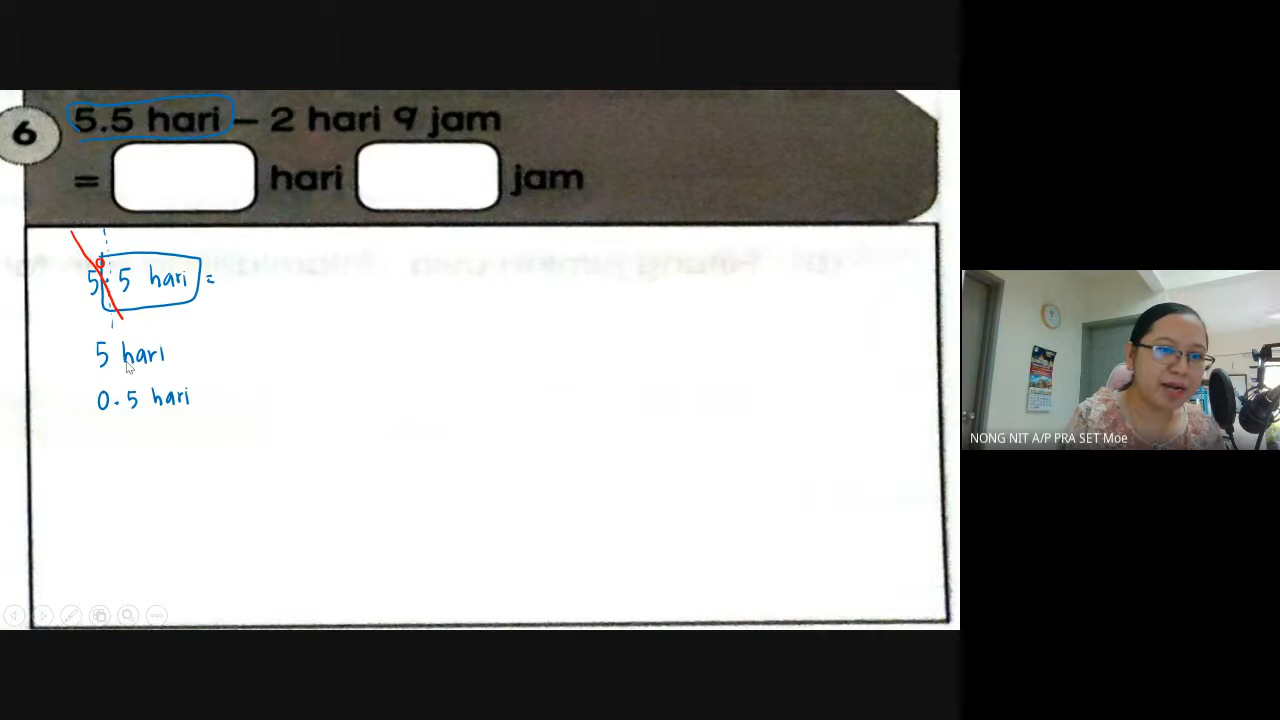 6
5.5 hari – 2 hari 9 jam
= hari jam
5.5 hari =
5 hari
0.5 hari
NONG NIT A/P PRA SET Moe